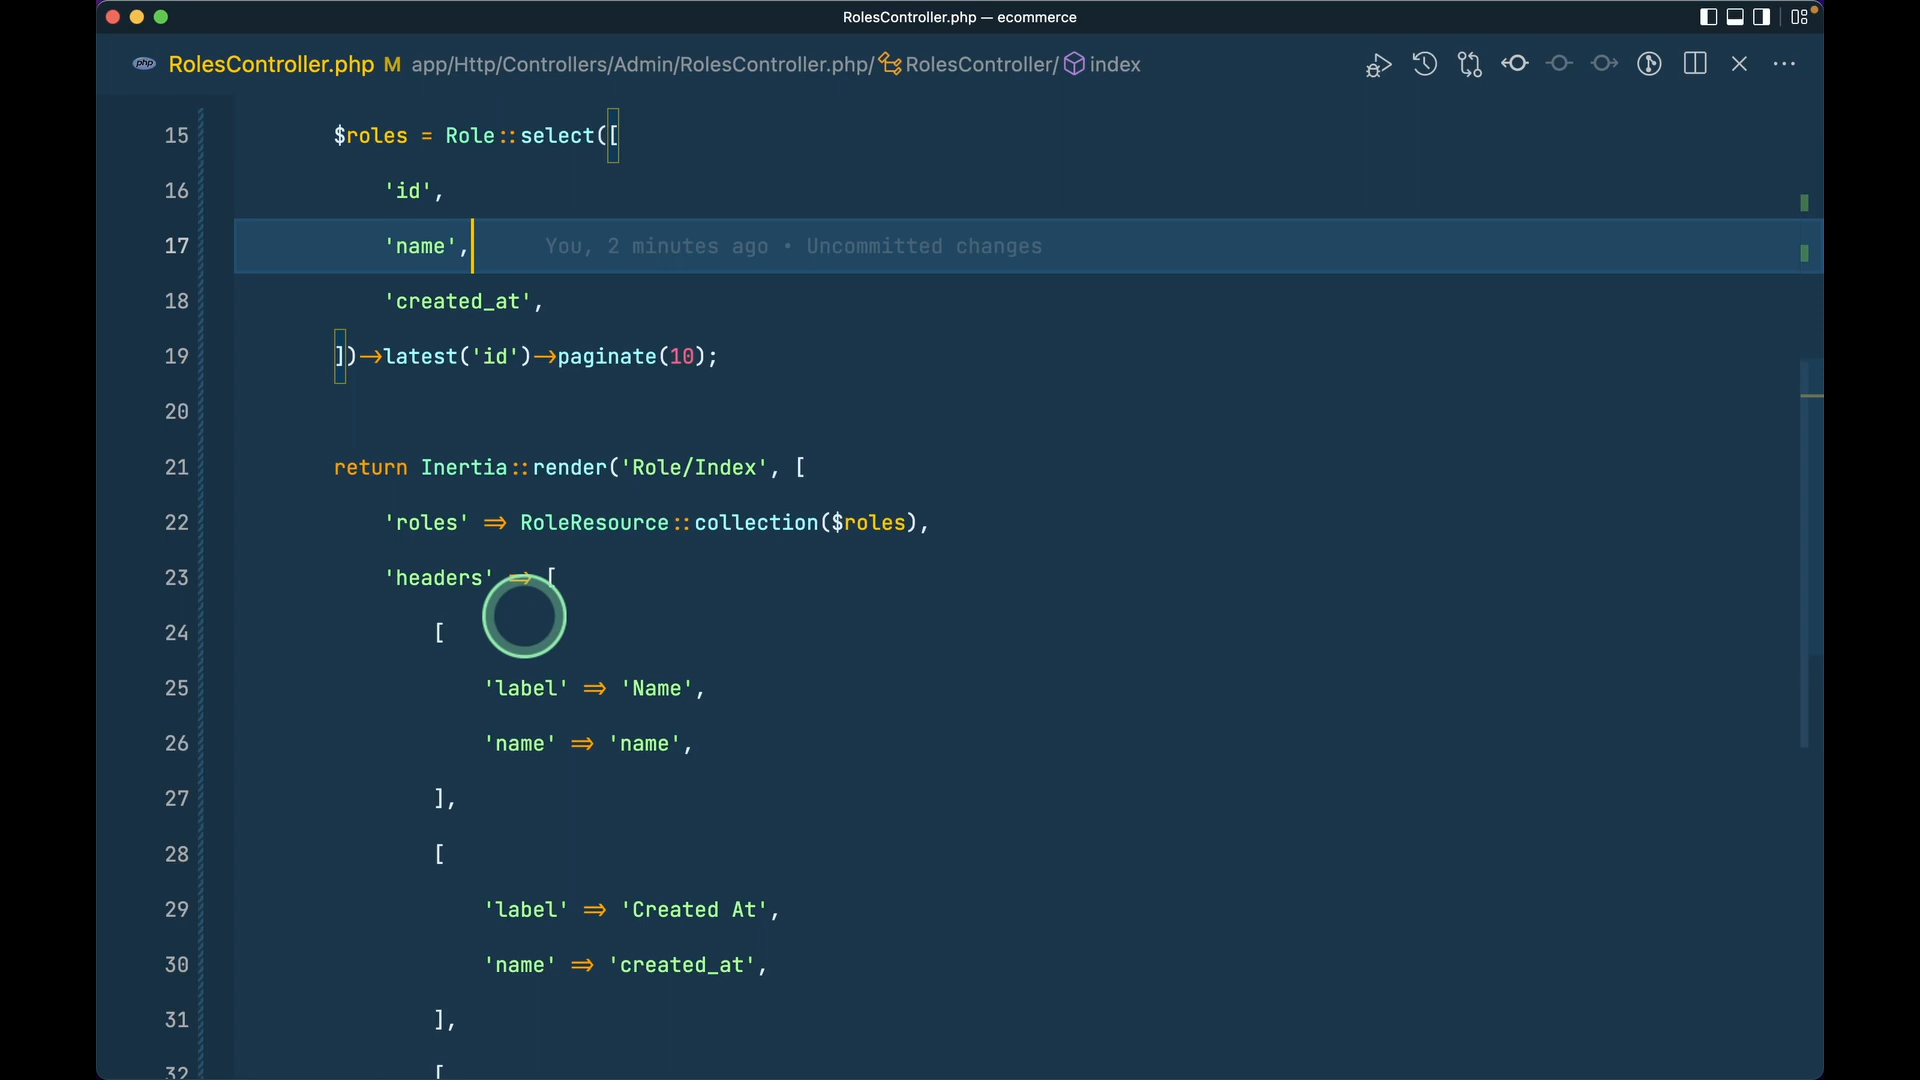 RolesController.php — ecommerce
php RolesController.php M app/Http/Controllers/Admin/RolesController.php/ RolesController/ index
15 $roles = Role::select([
16 'id',
17 'name', You, 2 minutes ago • Uncommitted changes
18 'created_at',
19 ])->latest('id')->paginate(10);
20
21 return Inertia::render('Role/Index', [
22 'roles' => RoleResource::collection($roles),
23 'headers' => [
24 [
25 'label' => 'Name',
26 'name' => 'name',
27 ],
28 [
29 'label' => 'Created At',
30 'name' => 'created_at',
31 ],
32 [